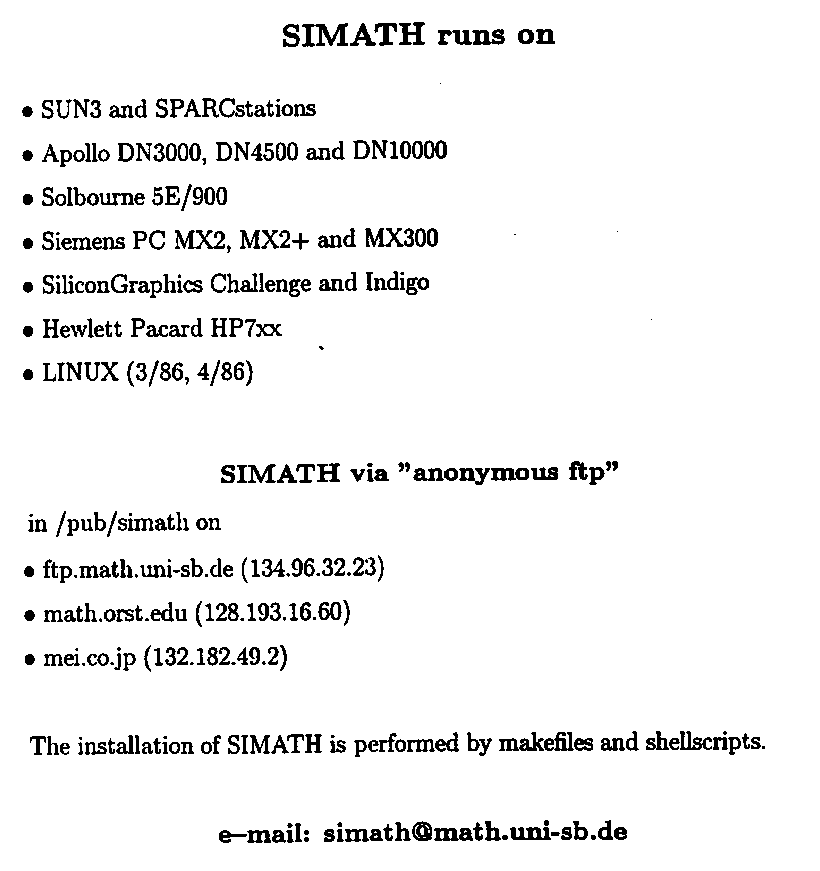 SIMATH runs on
• SUN3 and SPARCstations
• Apollo DN3000, DN4500 and DN10000
• Solbourne 5E/900
• Siemens PC MX2, MX2+ and MX300
• SiliconGraphics Challenge and Indigo
• Hewlett Pacard HP7xx
• LINUX (3/86, 4/86)
SIMATH via ”anonymous ftp”
in /pub/simath on
• ftp.math.uni-sb.de (134.96.32.23)
• math.orst.edu (128.193.16.60)
• mei.co.jp (132.182.49.2)
The installation of SIMATH is performed by makefiles and shellscripts.
e–mail: simath@math.uni-sb.de